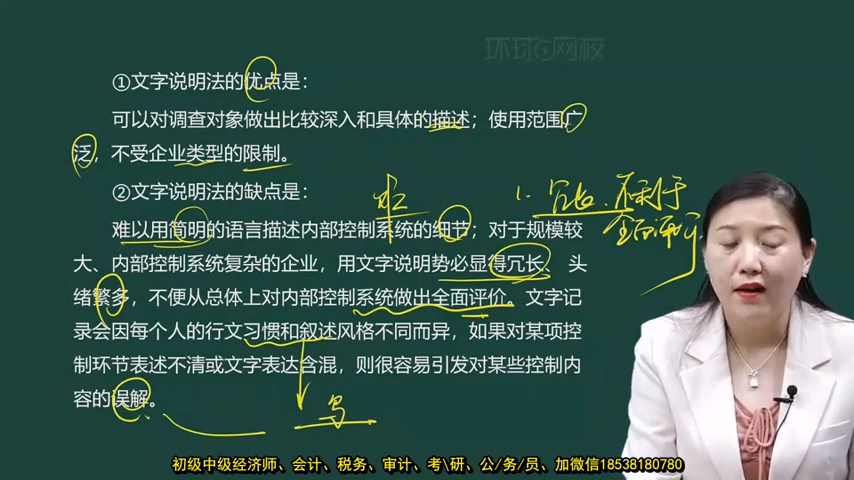 环球网校
①文字说明法的优点是：
可以对调查对象做出比较深入和具体的描述；使用范围广
泛，不受企业类型的限制。
②文字说明法的缺点是：
难以用简明的语言描述内部控制系统的细节；对于规模较
大、内部控制系统复杂的企业，用文字说明势必显得冗长、头
绪繁多，不便从总体上对内部控制系统做出全面评价。文字记
录会因每个人的行文习惯和叙述风格不同而异，如果对某项控
制环节表述不清或文字表达含混，则很容易引发对某些控制内
容的误解。
1. 冗长、不利于
初级中级经济师、会计、税务、审计、考\研、公/务/员、加微信18538180780